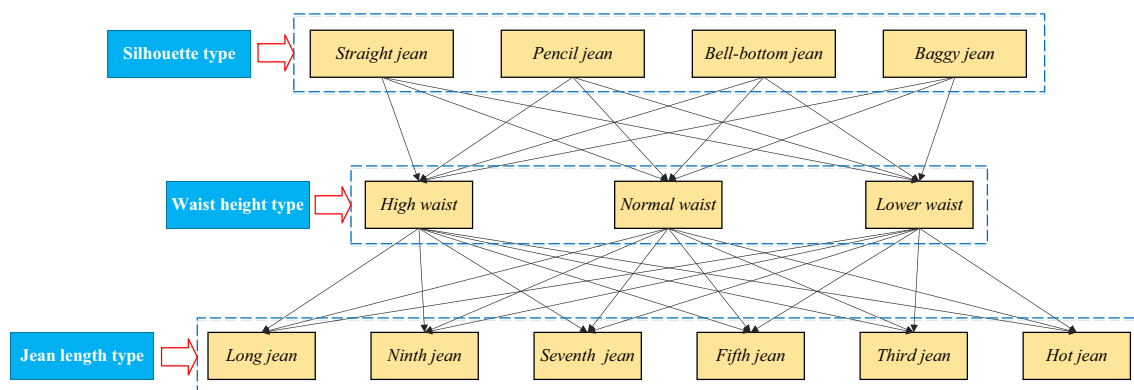 Silhouette type
Straight jean
Pencil jean
Bell-bottom jean
Baggy jean
Waist height type
High waist
Normal waist
Lower waist
Jean length type
Long jean
Ninth jean
Seventh jean
Fifth jean
Third jean
Hot jean